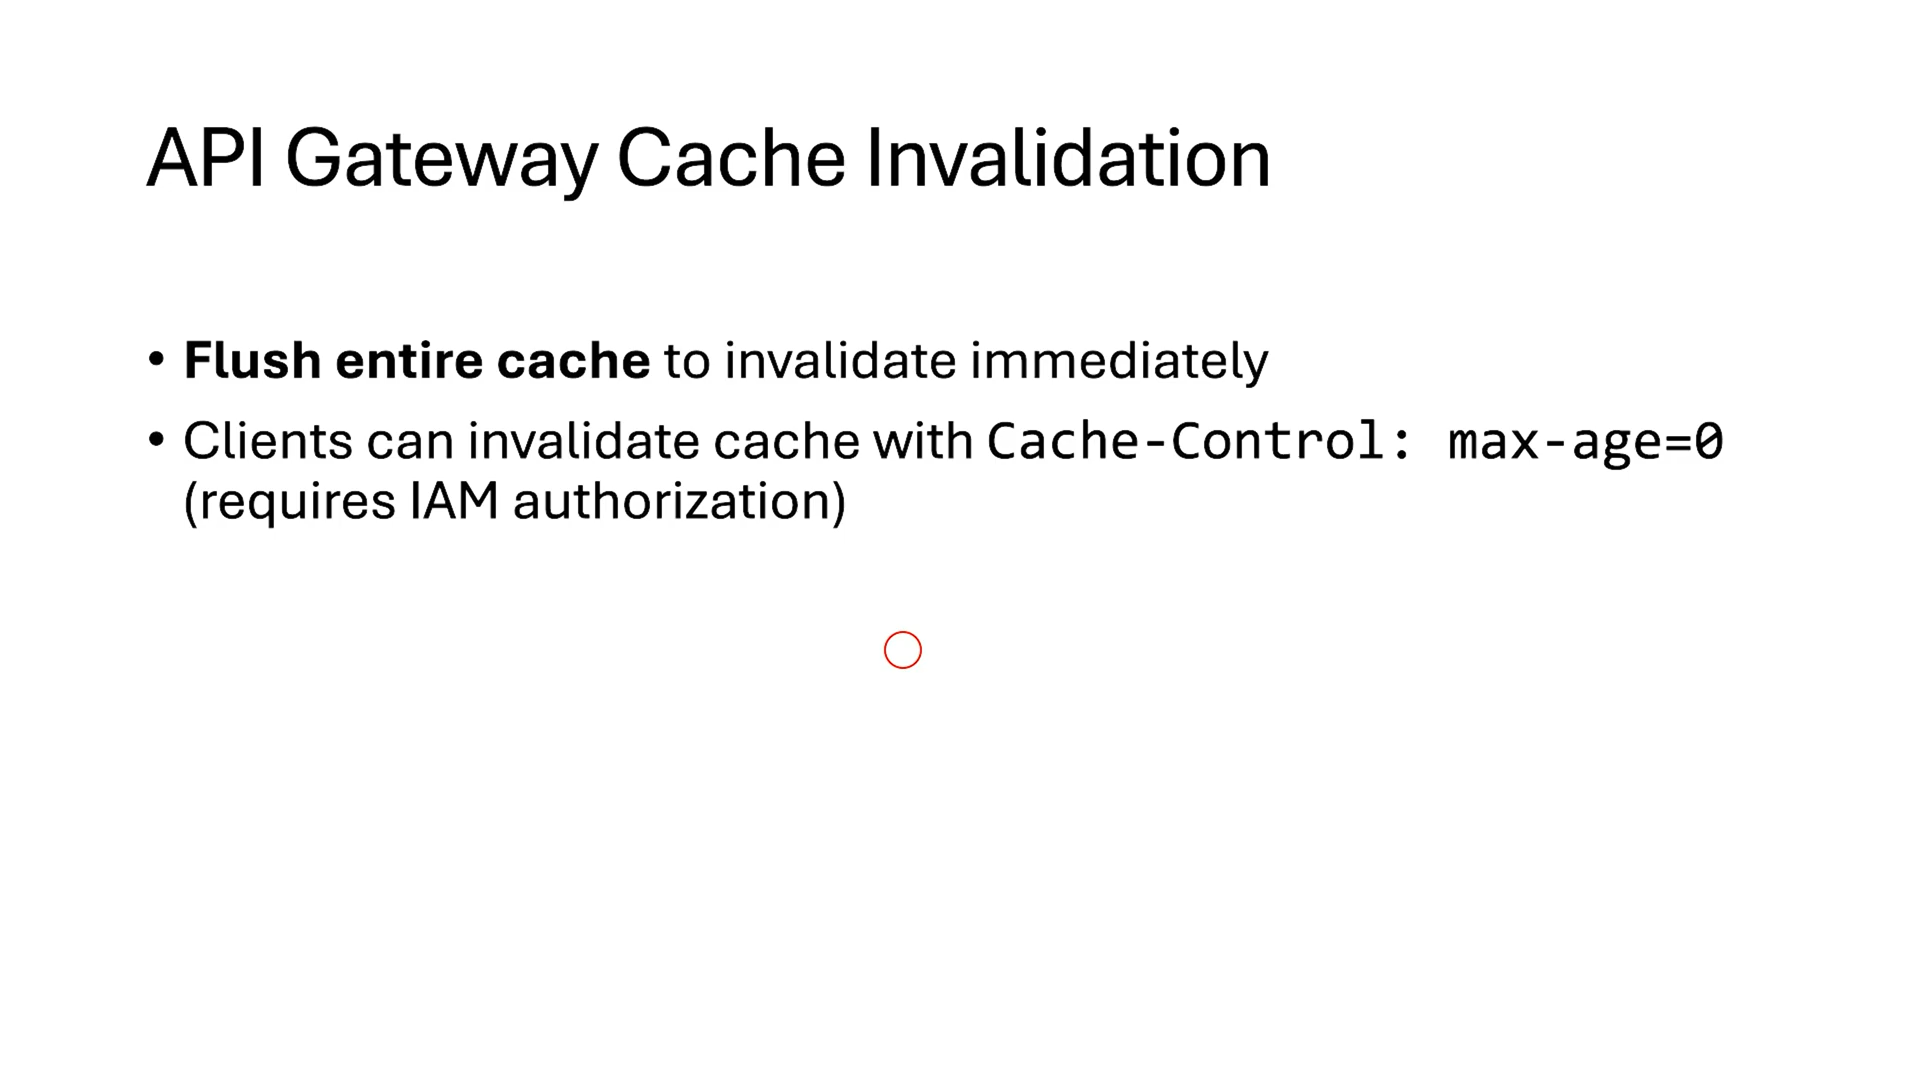 API Gateway Cache Invalidation
• Flush entire cache to invalidate immediately
• Clients can invalidate cache with Cache-Control: max-age=0
(requires IAM authorization)